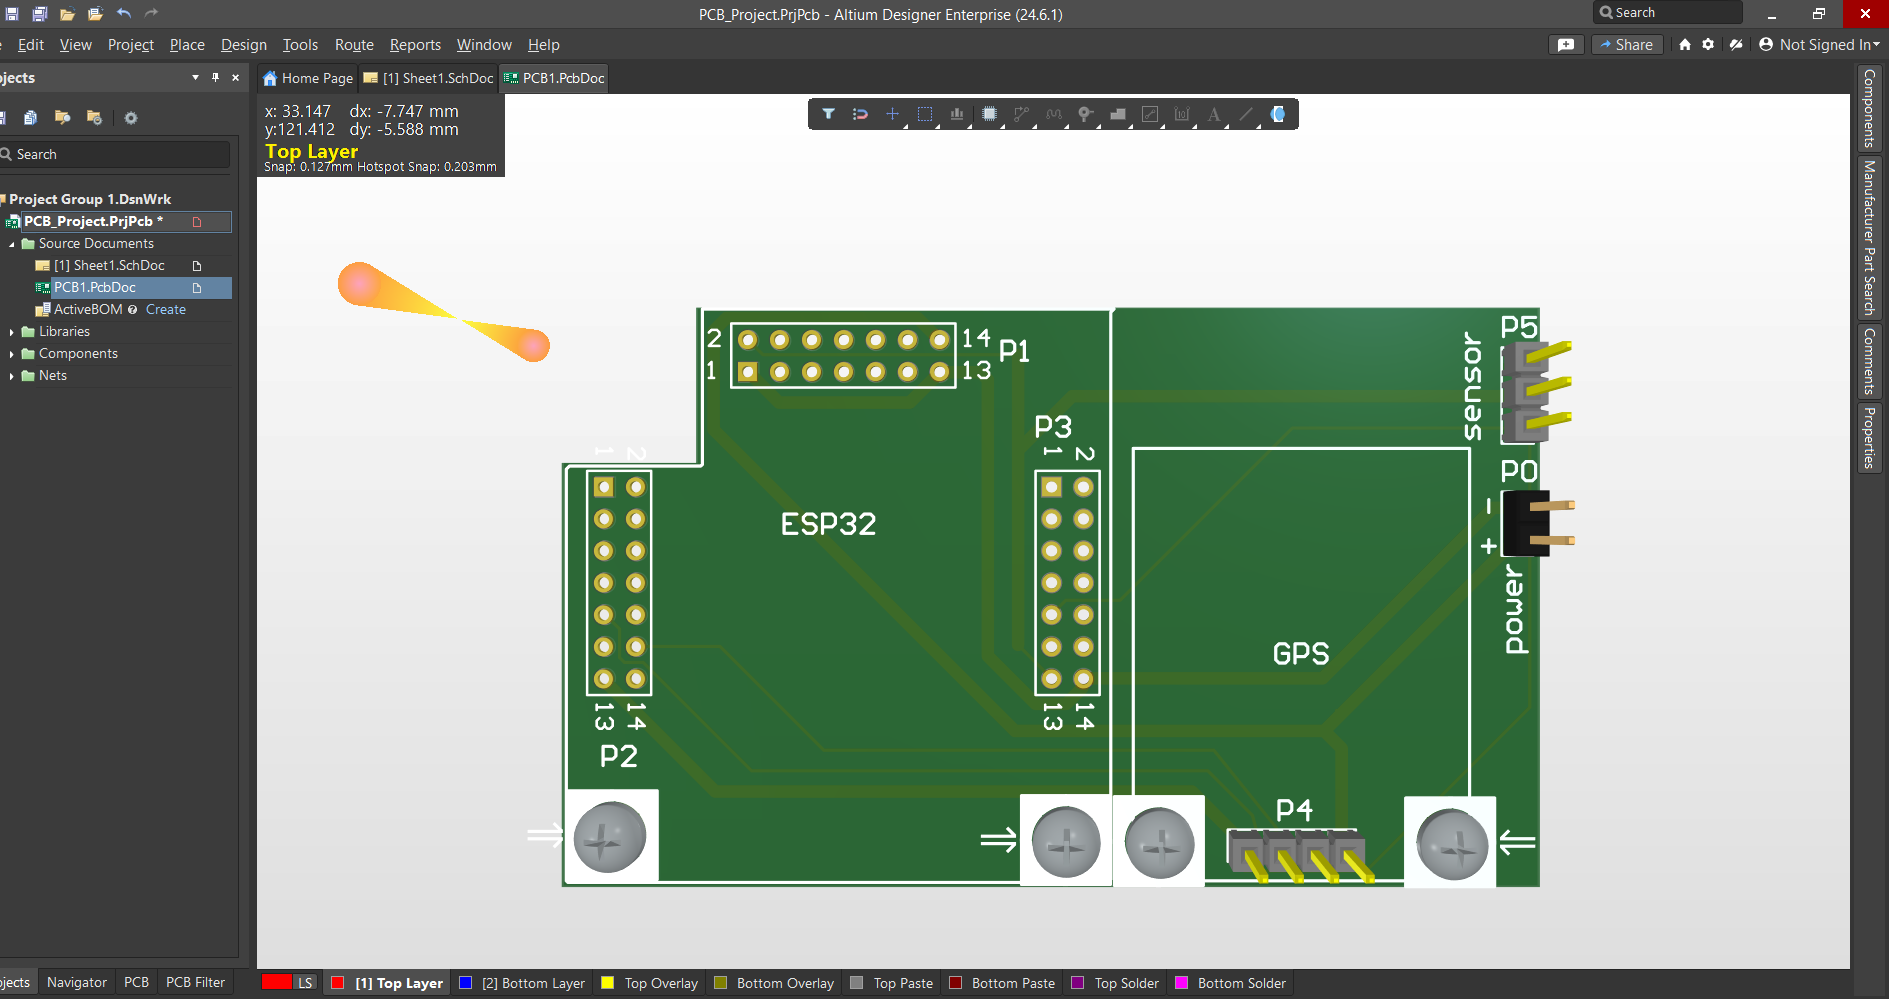 PCB_Project.PrjPcb - Altium Designer Enterprise (24.6.1)
Search
Edit View Project Place Design Tools Route Reports Window Help
Share
Not Signed In
jects
Home Page
[1] Sheet1.SchDoc
PCB1.PcbDoc
x: 33.147 dx: -7.747 mm
y:121.412 dy: -5.588 mm
Top Layer
Snap: 0.127mm Hotspot Snap: 0.203mm
Search
Project Group 1.DsnWrk
PCB_Project.PrjPcb *
Source Documents
[1] Sheet1.SchDoc
PCB1.PcbDoc
ActiveBOM Create
Libraries
Components
Nets
2 14 P1
1 13
P5
sensor
P3
1 2
1 2
P0
-
+
power
ESP32
GPS
13 14
13 14
P2
P4
Components
Manufacturer Part Search
Comments
Properties
jects Navigator PCB PCB Filter
LS [1] Top Layer [2] Bottom Layer Top Overlay Bottom Overlay Top Paste Bottom Paste Top Solder Bottom Solder